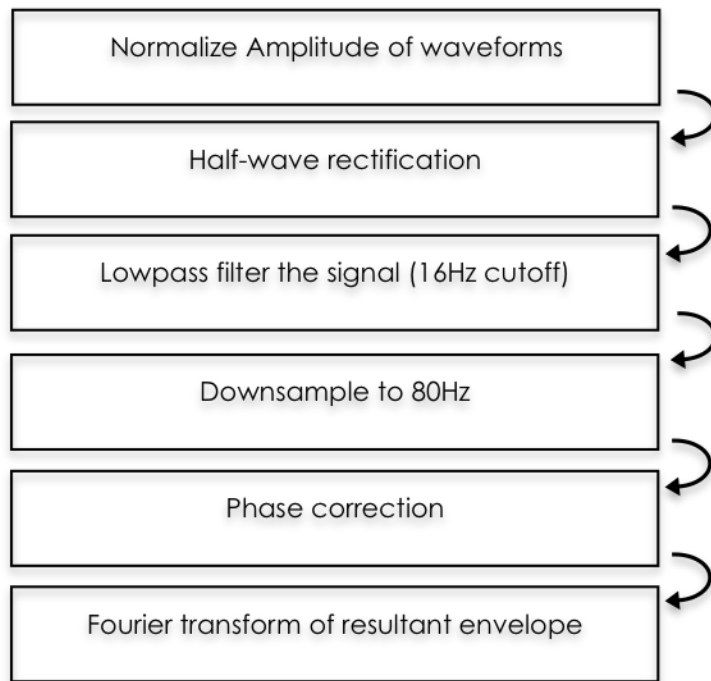 Normalize Amplitude of waveforms
Half-wave rectification
Lowpass filter the signal (16Hz cutoff)
Downsample to 80Hz
Phase correction
Fourier transform of resultant envelope